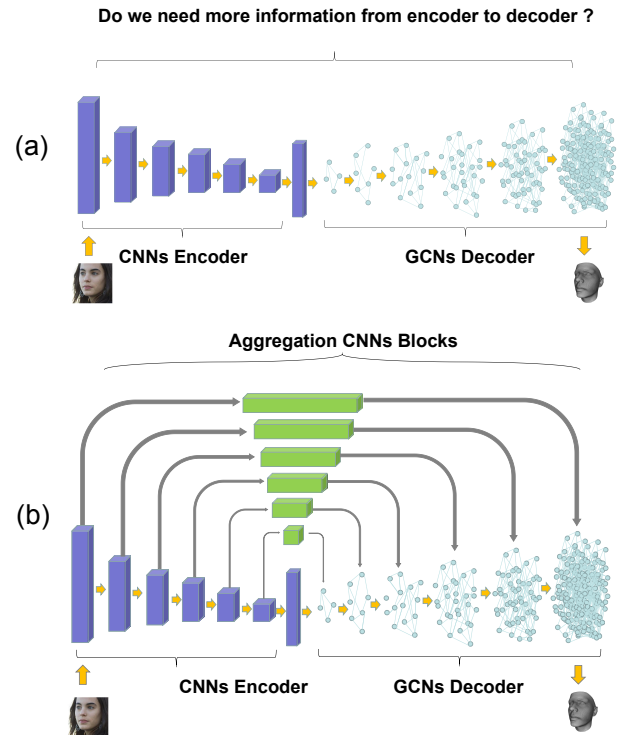 Do we need more information from encoder to decoder ?
(a)
CNNs Encoder
GCNs Decoder
Aggregation CNNs Blocks
(b)
CNNs Encoder
GCNs Decoder